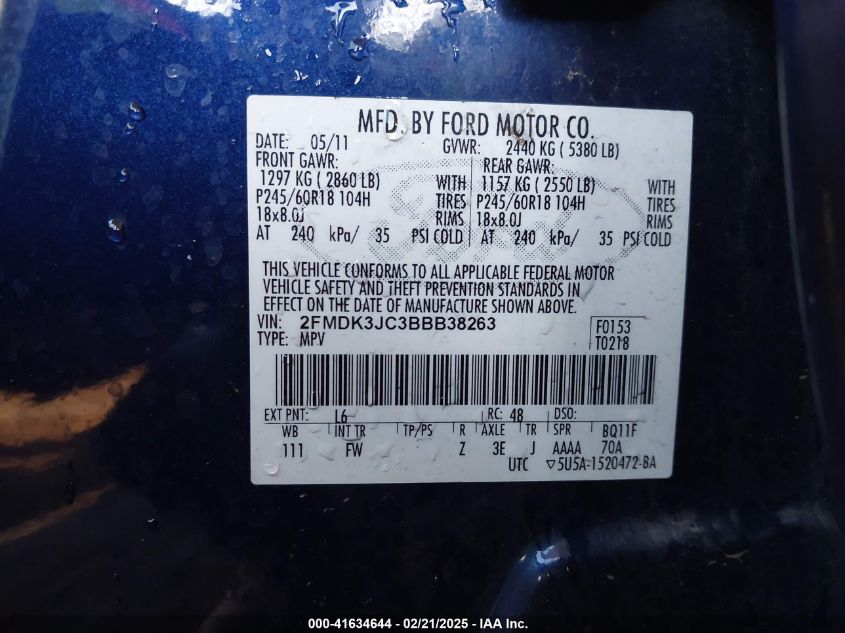 MFD. BY FORD MOTOR CO.
DATE: 05/11 GVWR: 2440 KG ( 5380 LB)
FRONT GAWR: REAR GAWR:
1297 KG ( 2860 LB) WITH 1157 KG ( 2550 LB) WITH
P245/60R18 104H TIRES P245/60R18 104H TIRES
18x8.0J RIMS 18x8.0J RIMS
AT 240 kPa/ 35 PSI COLD AT 240 kPa/ 35 PSI COLD
THIS VEHICLE CONFORMS TO ALL APPLICABLE FEDERAL MOTOR
VEHICLE SAFETY AND THEFT PREVENTION STANDARDS IN
EFFECT ON THE DATE OF MANUFACTURE SHOWN ABOVE.
VIN: 2FMDK3JC3BBB38263 F0153
TYPE: MPV T0218
EXT PNT: L6 RC: 48 DSO:
WB INT TR TP/PS R AXLE TR SPR BQ11F
111 FW Z 3E J AAAA 70A
UTC ▽5U5A-1520472-BA
000-41634644 - 02/21/2025 - IAA Inc.